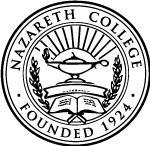 NAZARETH COLLEGE
· FOUNDED 1924 ·